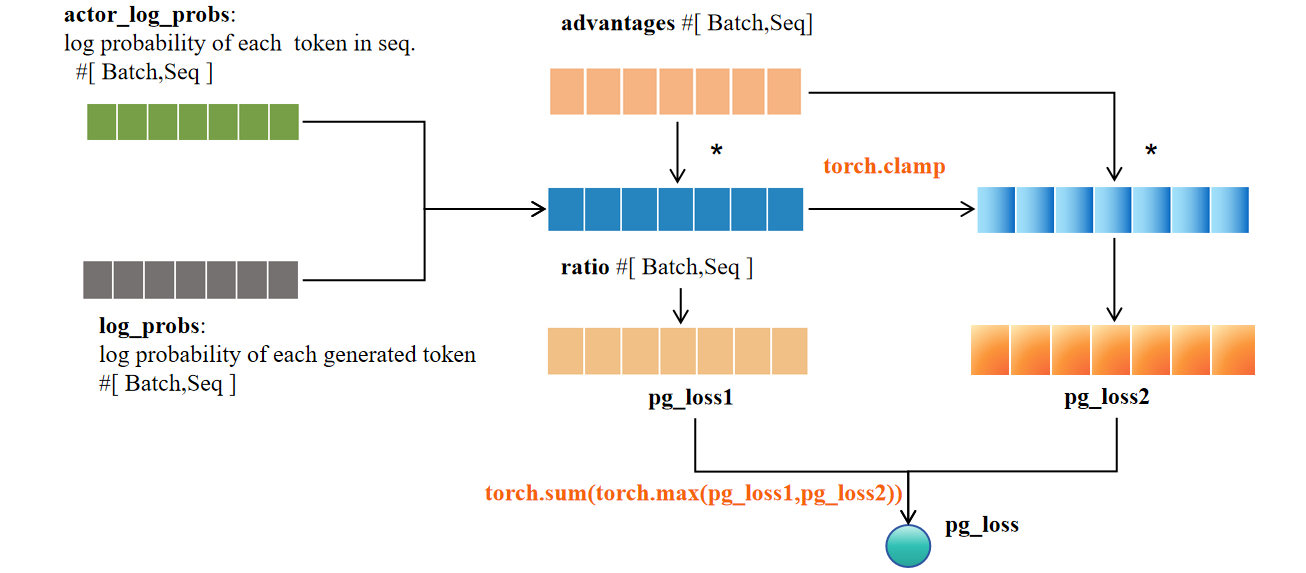 actor_log_probs:
log probability of each token in seq.
#[ Batch,Seq ]
advantages #[ Batch,Seq]
*
*
torch.clamp
ratio #[ Batch,Seq ]
log_probs:
log probability of each generated token
#[ Batch,Seq ]
pg_loss1
pg_loss2
torch.sum(torch.max(pg_loss1,pg_loss2))
pg_loss